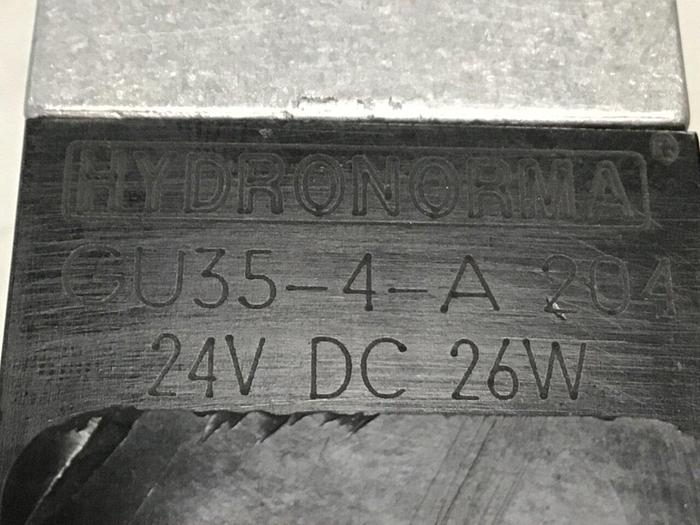 HYDRONORMA
GU35-4-A 204
24V DC 26W